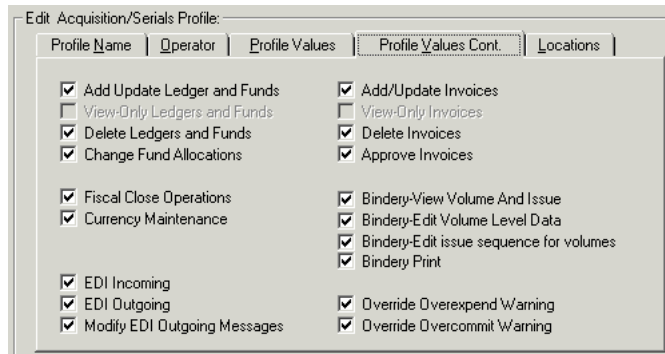 Edit Acquisition/Serials Profile:
Profile Name
Operator
Profile Values
Profile Values Cont.
Locations
Add Update Ledger and Funds
View-Only Ledgers and Funds
Delete Ledgers and Funds
Change Fund Allocations
Fiscal Close Operations
Currency Maintenance
EDI Incoming
EDI Outgoing
Modify EDI Outgoing Messages
Add/Update Invoices
View-Only Invoices
Delete Invoices
Approve Invoices
Bindery-View Volume And Issue
Bindery-Edit Volume Level Data
Bindery-Edit issue sequence for volumes
Bindery Print
Override Overexpend Warning
Override Overcommit Warning